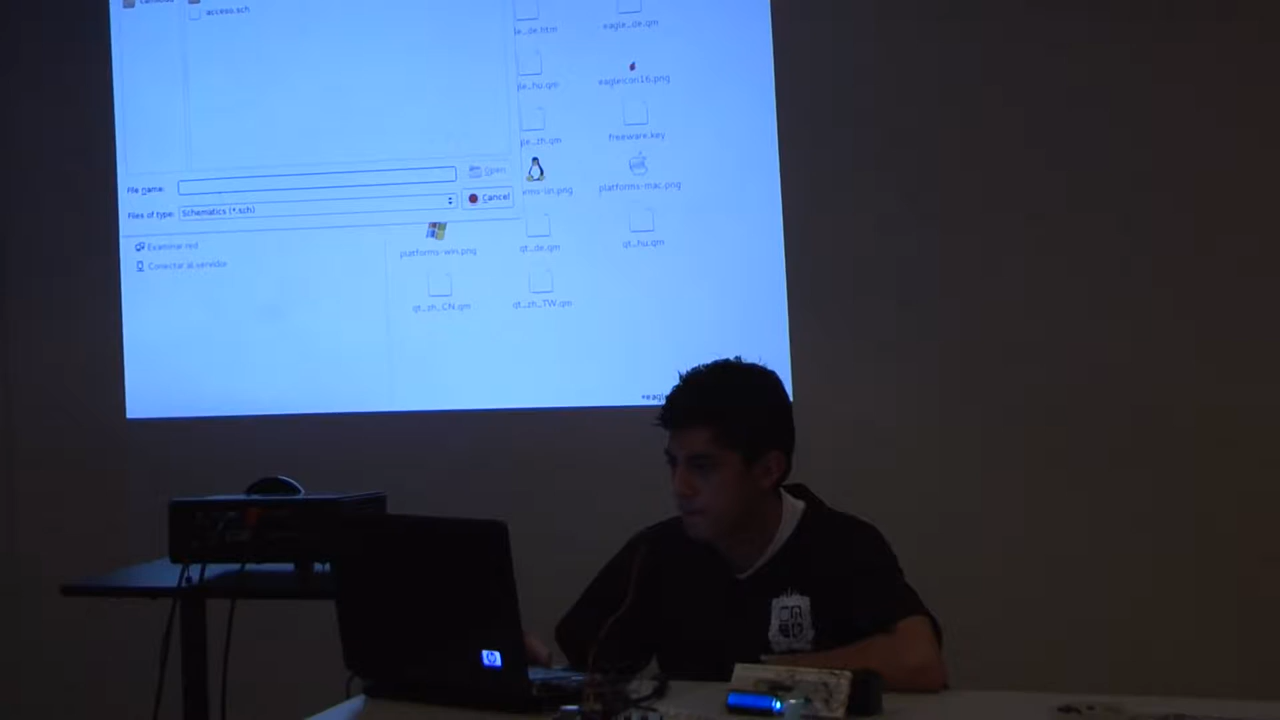 acceso.sch
eagle_de.qm
eagleicon16.png
freeware.key
platforms-mac.png
File name:
Open
Files of type: Schematics (*.sch)
Cancel
Examinar red
Conectar al servidor
platforms-win.png
qt_de.qm
qt_hu.qm
qt_zh_CN.qm
qt_zh_TW.qm
hp